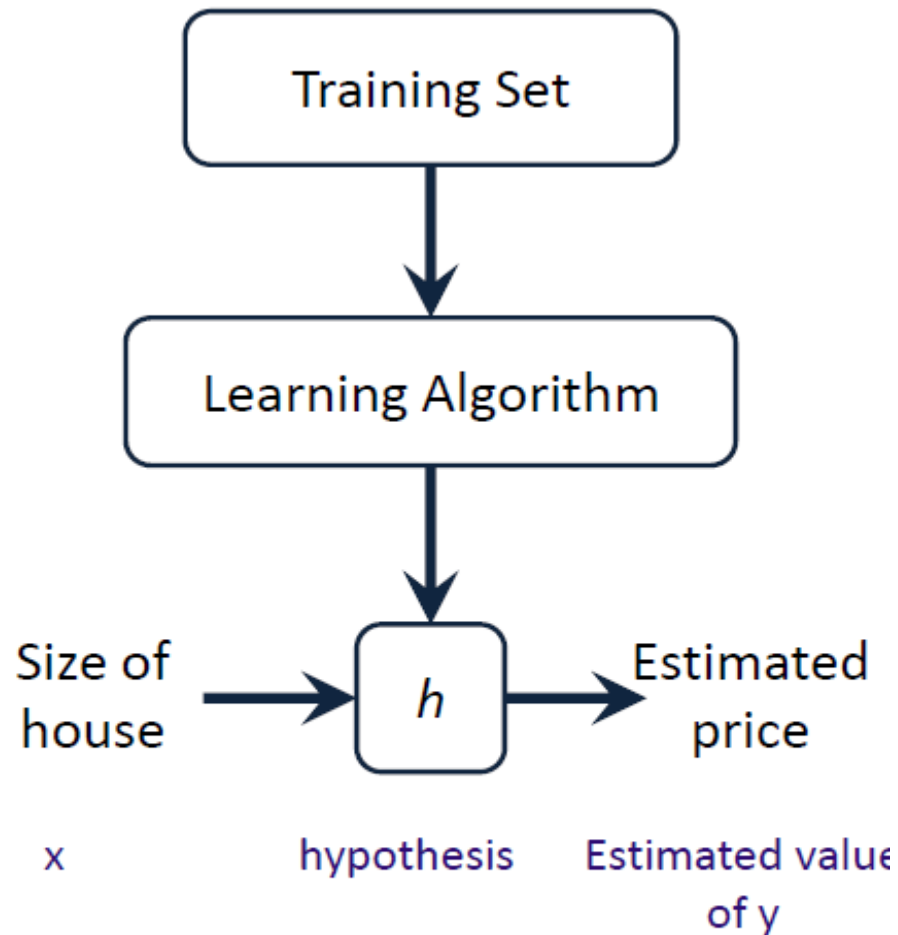 Training Set
Learning Algorithm
Size of
house
h
Estimated
price
x
hypothesis
Estimated value
of y